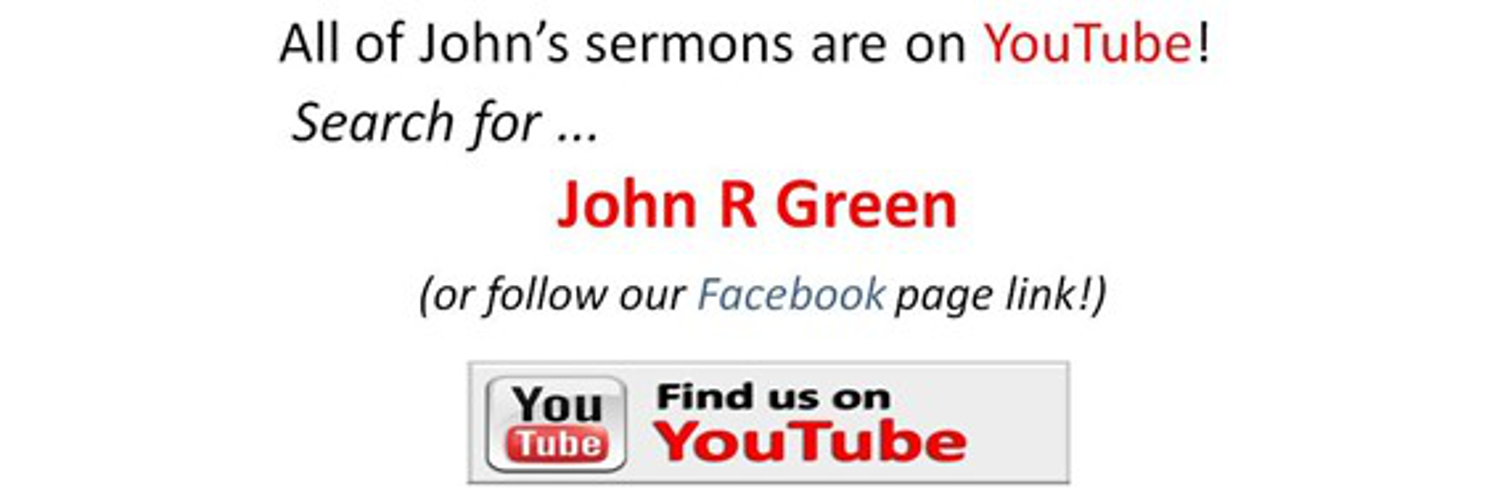 All of John’s sermons are on YouTube!
Search for ...
John R Green
(or follow our Facebook page link!)
You
Tube
Find us on
YouTube